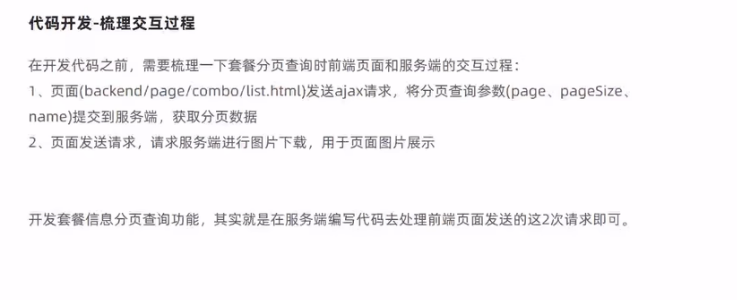 代码开发-梳理交互过程
在开发代码之前，需要梳理一下套餐分页查询时前端页面和服务端的交互过程：
1、页面(backend/page/combo/list.html)发送ajax请求，将分页查询参数(page、pageSize、
name)提交到服务端，获取分页数据
2、页面发送请求，请求服务端进行图片下载，用于页面图片展示
开发套餐信息分页查询功能，其实就是在服务端编写代码去处理前端页面发送的这2次请求即可。